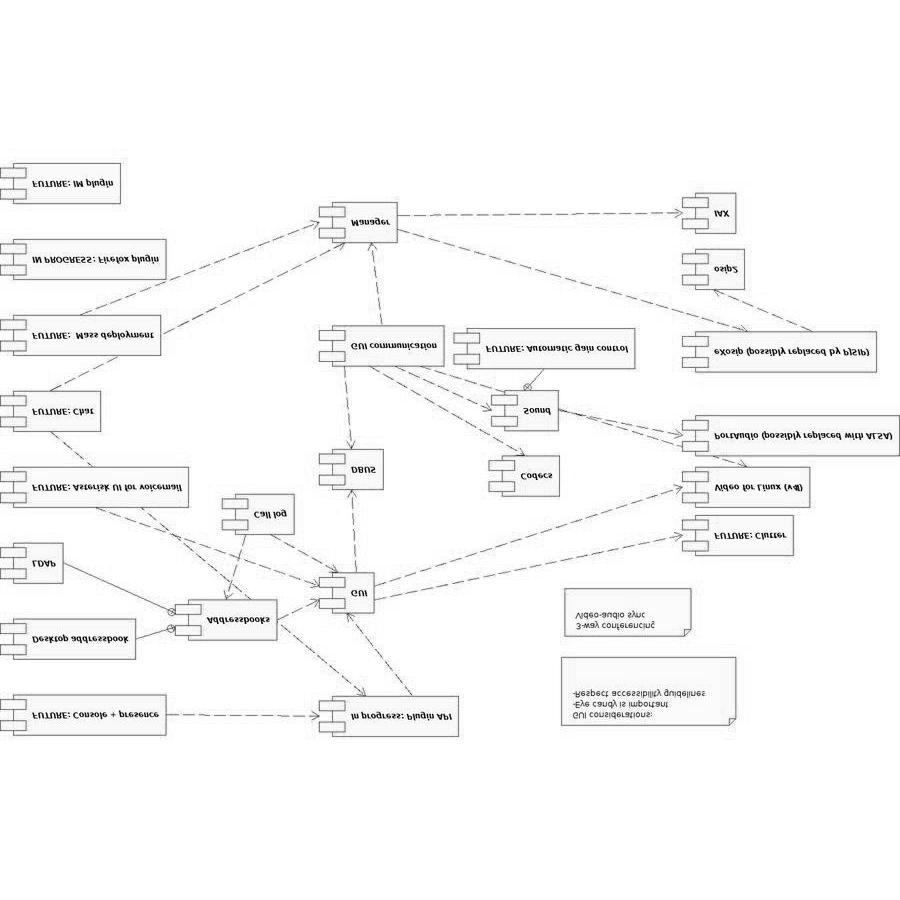 FUTURE: Console + presence
In progress: Plugin API
GUI considerations:
-Eye candy is important
-Respect accessibility guidelines
Desktop addressbook
3-way conferencing
Video-audio sync
Addressbooks
GUI
LDAP
FUTURE: Clutter
Call log
FUTURE: Asterisk UI for voicemail
Video for Linux (v4l)
Codecs
DBUS
PortAudio (possibly replaced with ALSA)
FUTURE: Chat
Sound
eXosip (possibly replaced by PJSIP)
FUTURE: Automatic gain control
GUI communication
FUTURE: Mass deployment
osip2
IN PROGRESS: Firefox plugin
Manager
IAX
FUTURE: IM plugin